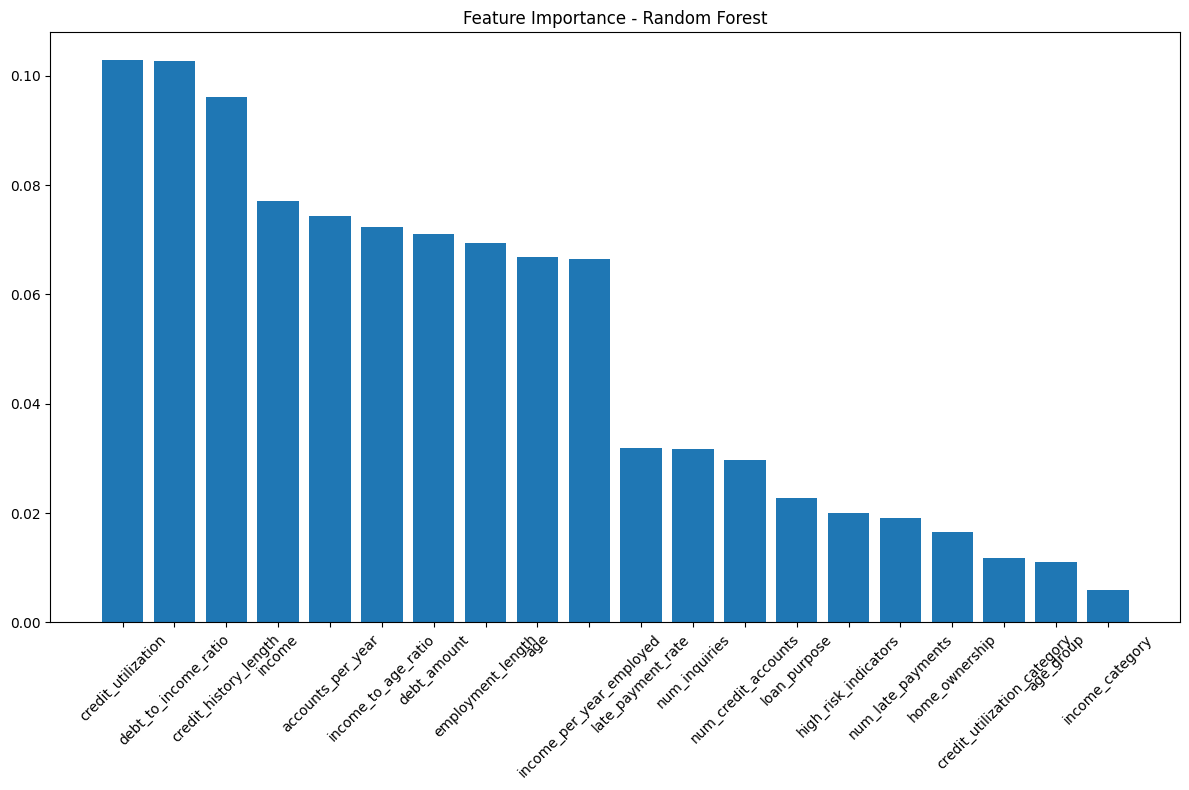 Feature Importance - Random Forest
0.10
0.08
0.06
0.04
0.02
0.00
credit_utilization
debt_to_income_ratio
credit_history_length
income
accounts_per_year
income_to_age_ratio
debt_amount
employment_length
age
income_per_year_employed
late_payment_rate
num_inquiries
num_credit_accounts
loan_purpose
high_risk_indicators
num_late_payments
home_ownership
credit_utilization_category
age_group
income_category